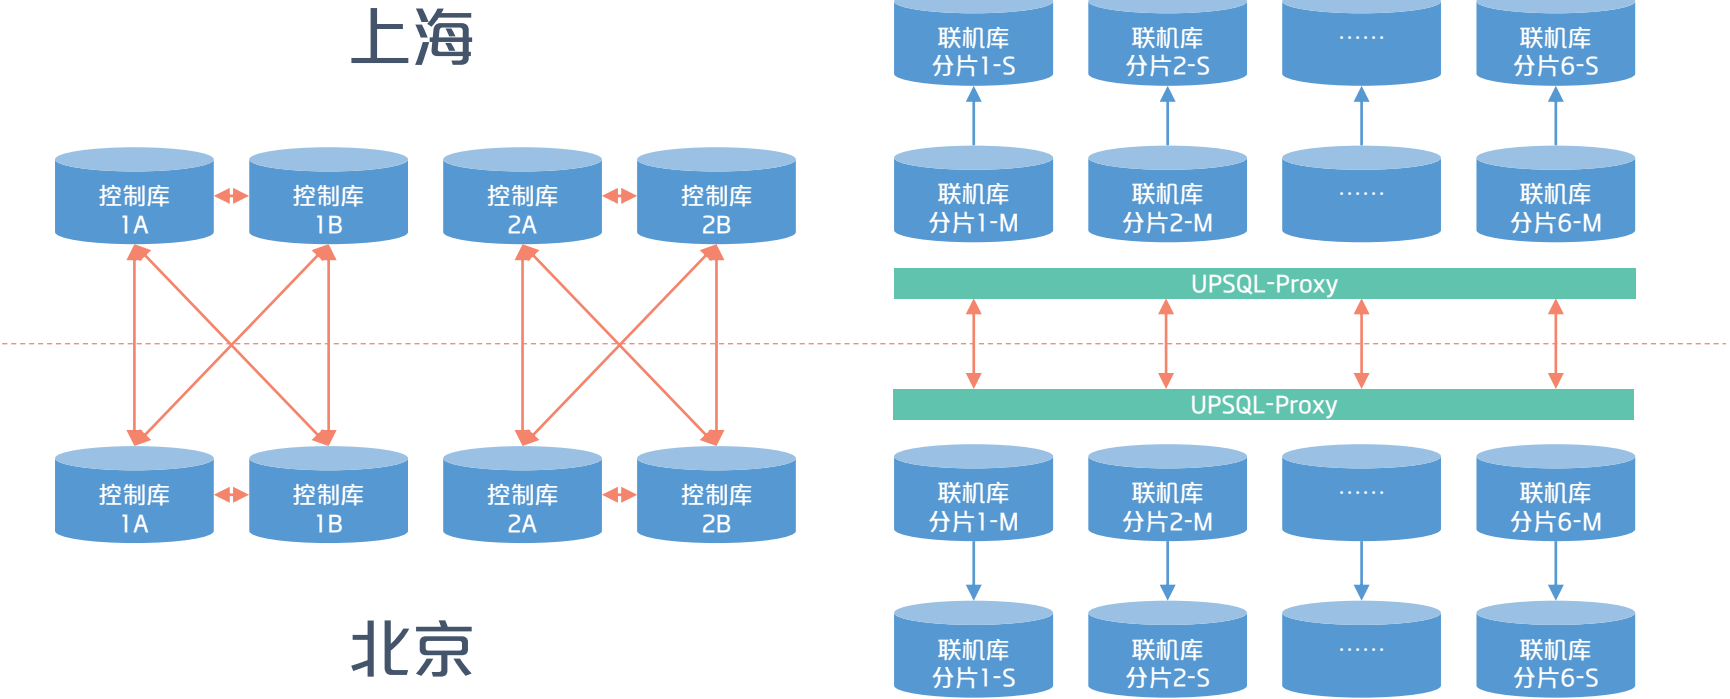 上海
联机库
分片1-S
联机库
分片2-S
······
联机库
分片6-S
控制库
1A
控制库
1B
控制库
2A
控制库
2B
联机库
分片1-M
联机库
分片2-M
······
联机库
分片6-M
UPSQL-Proxy
UPSQL-Proxy
控制库
1A
控制库
1B
控制库
2A
控制库
2B
联机库
分片1-M
联机库
分片2-M
······
联机库
分片6-M
北京
联机库
分片1-S
联机库
分片2-S
······
联机库
分片6-S